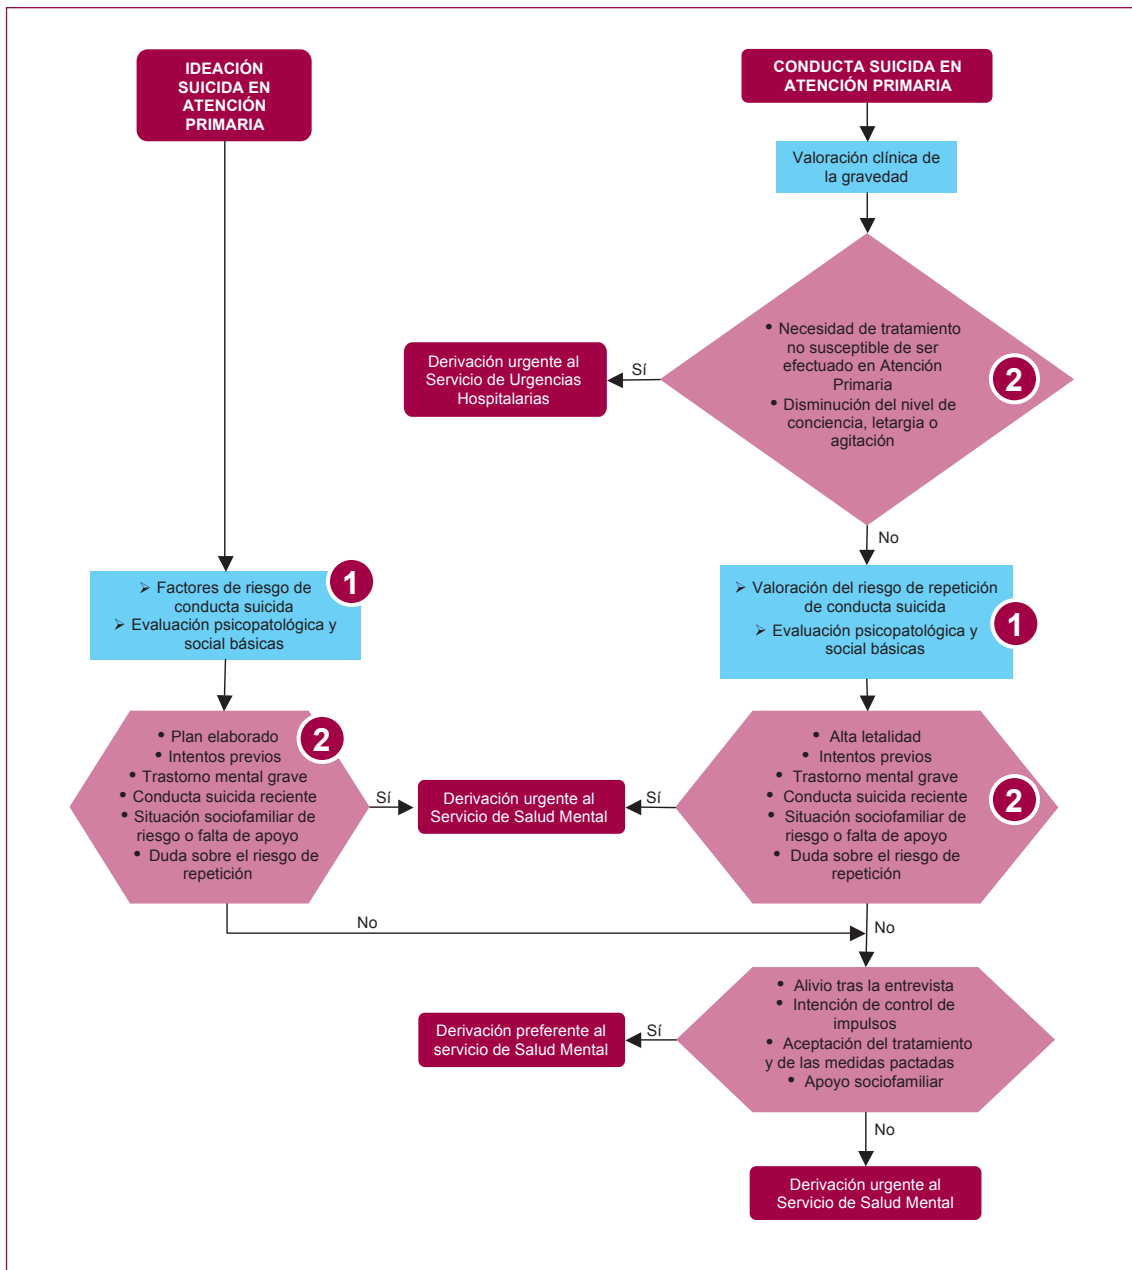 IDEACIÓN
SUICIDA EN
ATENCIÓN
PRIMARIA
CONDUCTA SUICIDA EN
ATENCIÓN PRIMARIA
Valoración clínica de
la gravedad
• Necesidad de tratamiento
no susceptible de ser
efectuado en Atención
Primaria
• Disminución del nivel de
conciencia, letargia o
agitación
2
Sí
Derivación urgente al
Servicio de Urgencias
Hospitalarias
No
➢ Factores de riesgo de
conducta suicida
➢ Evaluación psicopatológica y
social básicas
1
➢ Valoración del riesgo de repetición
de conducta suicida
➢ Evaluación psicopatológica y
social básicas
1
• Plan elaborado
• Intentos previos
• Trastorno mental grave
• Conducta suicida reciente
• Situación sociofamiliar de
riesgo o falta de apoyo
• Duda sobre el riesgo de
repetición
2
Sí
Derivación urgente al
Servicio de Salud Mental
Sí
• Alta letalidad
• Intentos previos
• Trastorno mental grave
• Conducta suicida reciente
• Situación sociofamiliar de
riesgo o falta de apoyo
• Duda sobre el riesgo de
repetición
2
No
No
• Alivio tras la entrevista
• Intención de control de
impulsos
• Aceptación del tratamiento
y de las medidas pactadas
• Apoyo sociofamiliar
Sí
Derivación preferente al
servicio de Salud Mental
No
Derivación urgente al
Servicio de Salud Mental